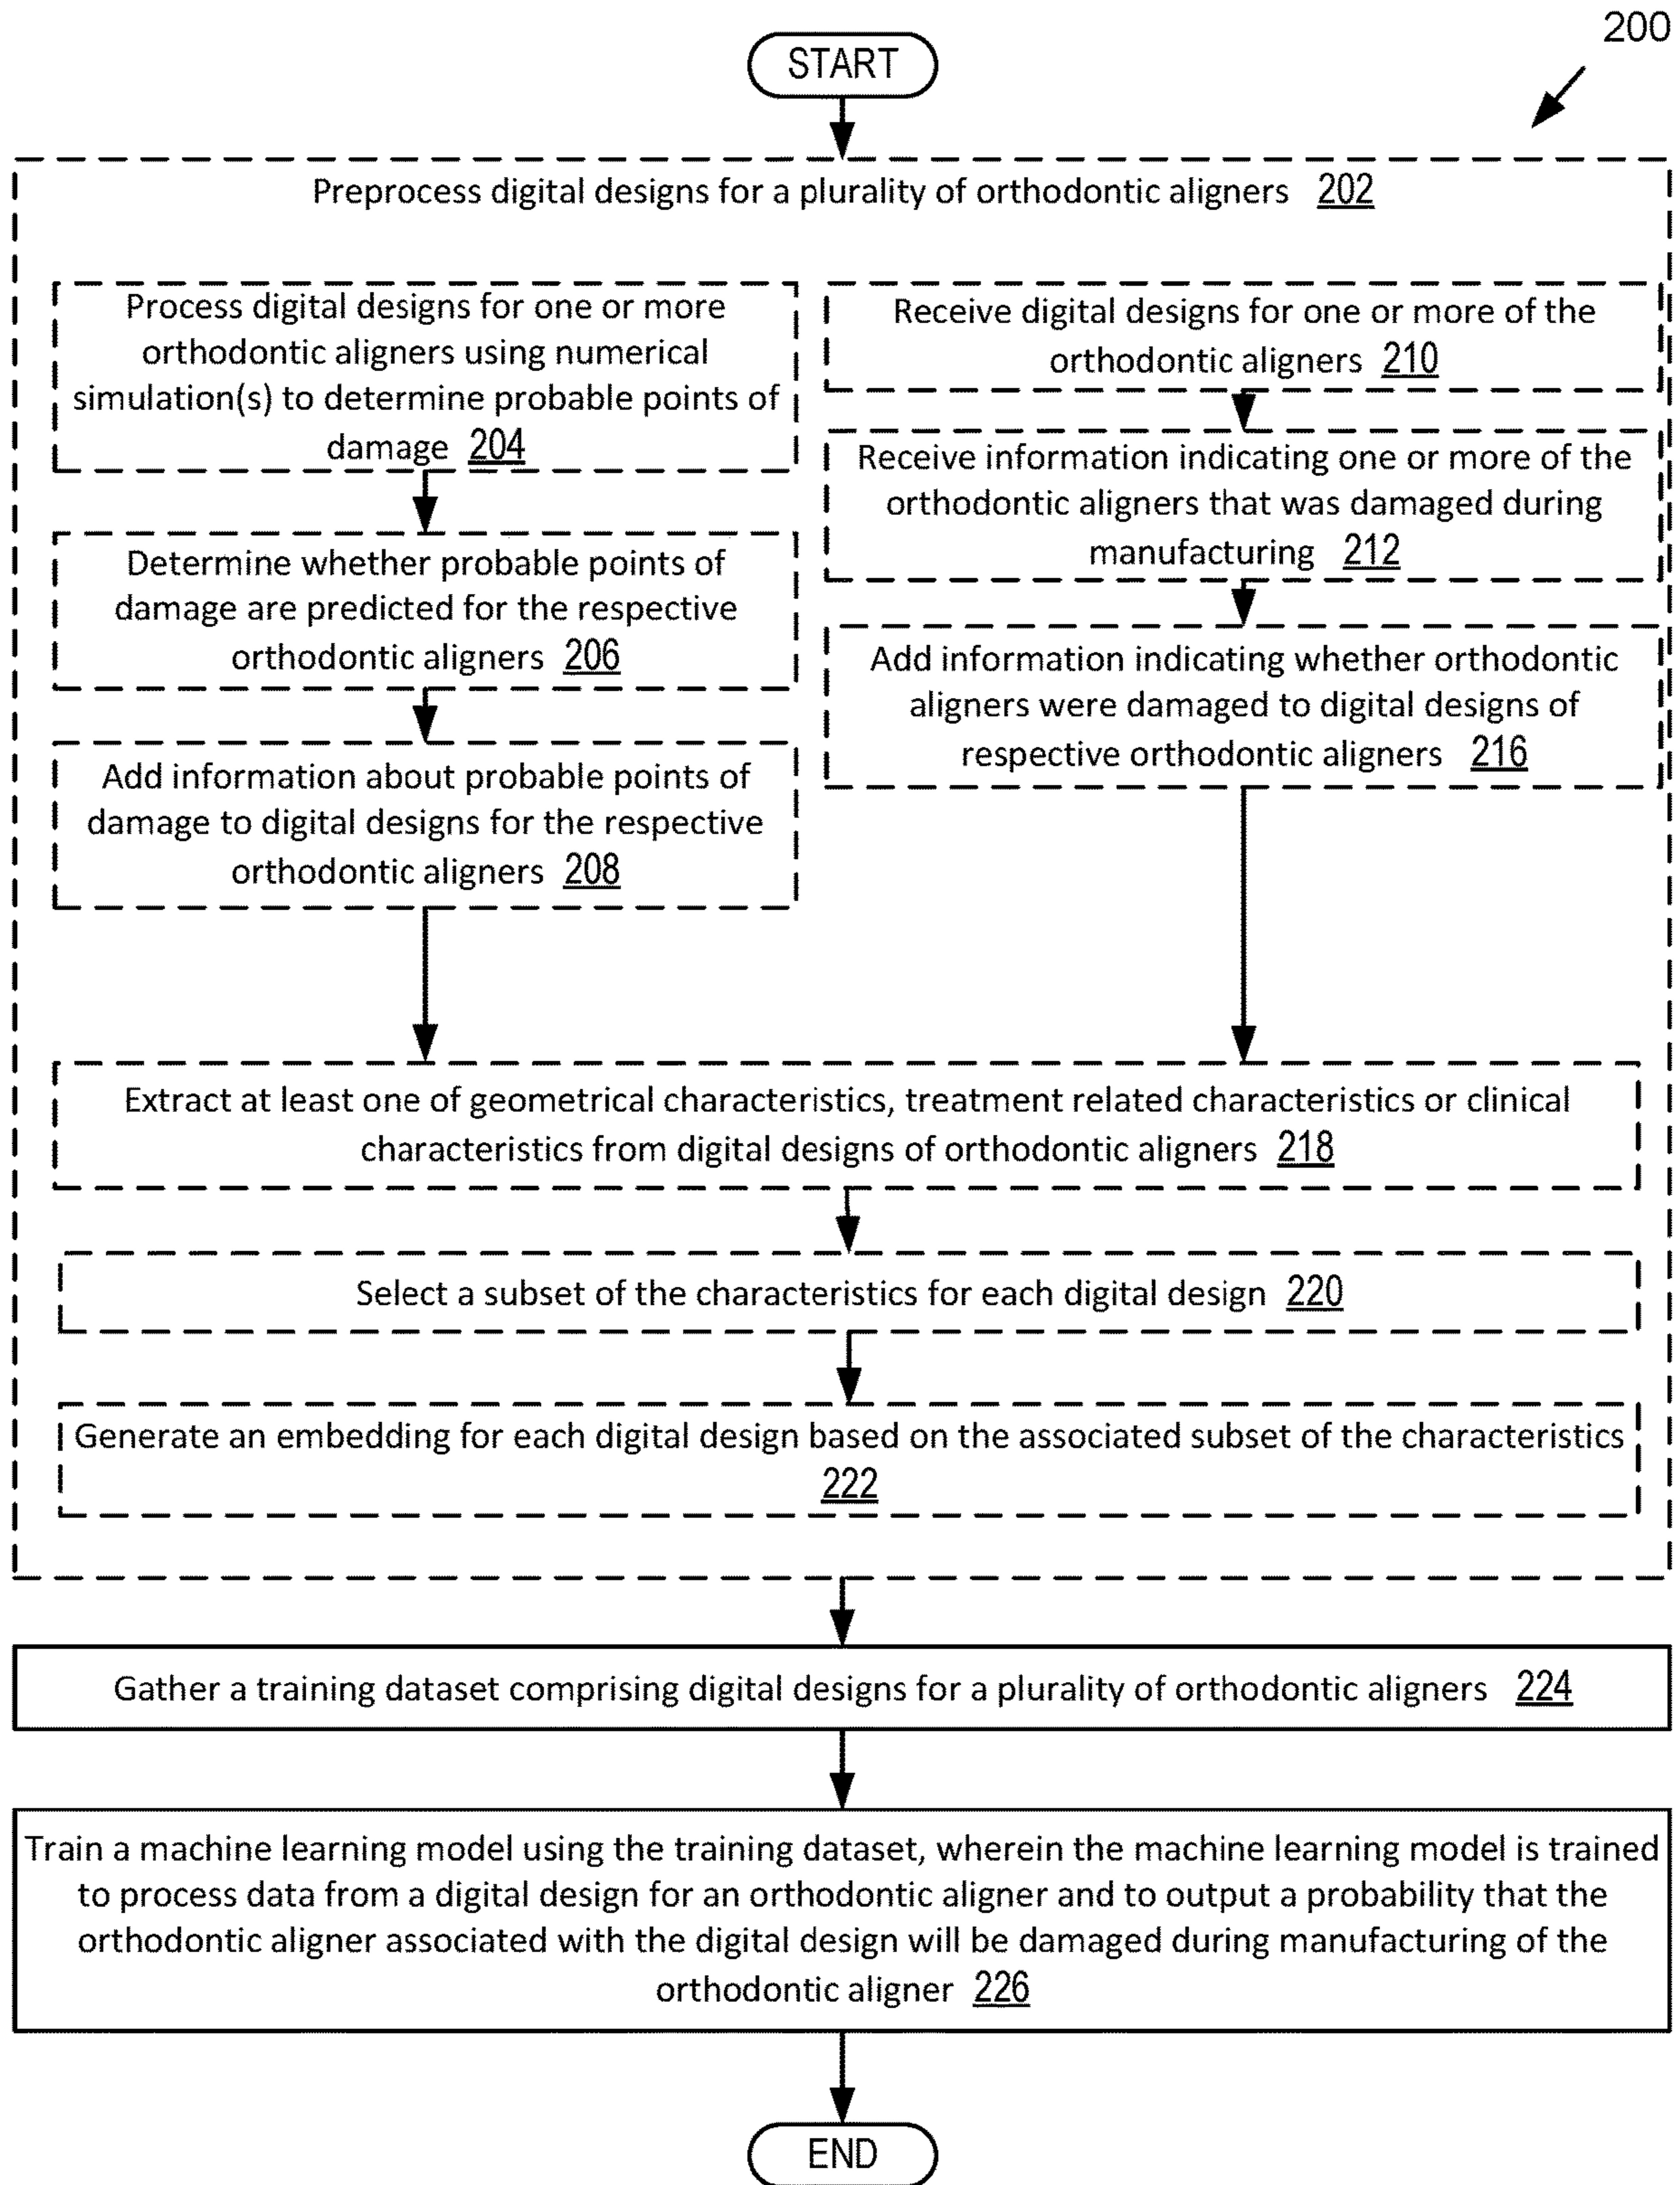 200
START
Preprocess digital designs for a plurality of orthodontic aligners 202
Process digital designs for one or more
orthodontic aligners using numerical
simulation(s) to determine probable points of
damage 204
Determine whether probable points of
damage are predicted for the respective
orthodontic aligners 206
Add information about probable points of
damage to digital designs for the respective
orthodontic aligners 208
Receive digital designs for one or more of the
orthodontic aligners 210
Receive information indicating one or more of the
orthodontic aligners that was damaged during
manufacturing 212
Add information indicating whether orthodontic
aligners were damaged to digital designs of
respective orthodontic aligners 216
Extract at least one of geometrical characteristics, treatment related characteristics or clinical
characteristics from digital designs of orthodontic aligners 218
Select a subset of the characteristics for each digital design 220
Generate an embedding for each digital design based on the associated subset of the characteristics
222
Gather a training dataset comprising digital designs for a plurality of orthodontic aligners 224
Train a machine learning model using the training dataset, wherein the machine learning model is trained
to process data from a digital design for an orthodontic aligner and to output a probability that the
orthodontic aligner associated with the digital design will be damaged during manufacturing of the
orthodontic aligner 226
END